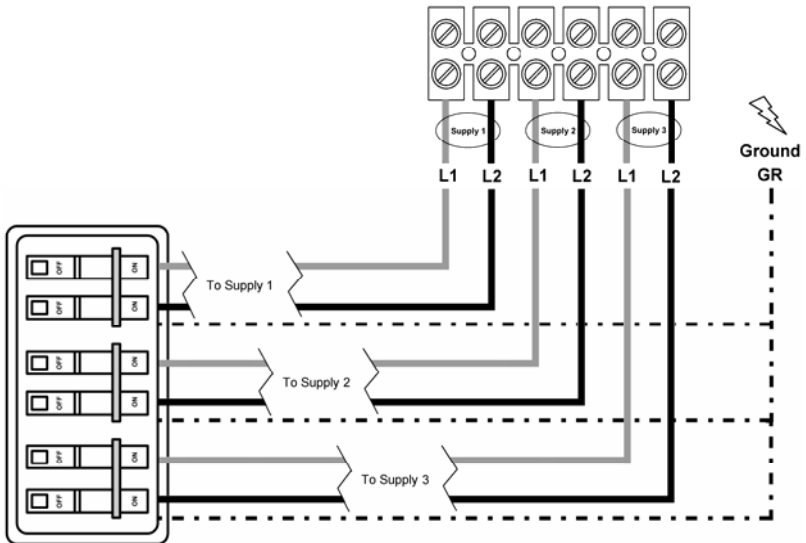 Supply 1 Supply 2 Supply 3
Ground
L1 L2 L1 L2 L1 L2 GR
OFF ON
To Supply 1
OFF ON
OFF ON
To Supply 2
OFF ON
OFF ON
To Supply 3
OFF ON